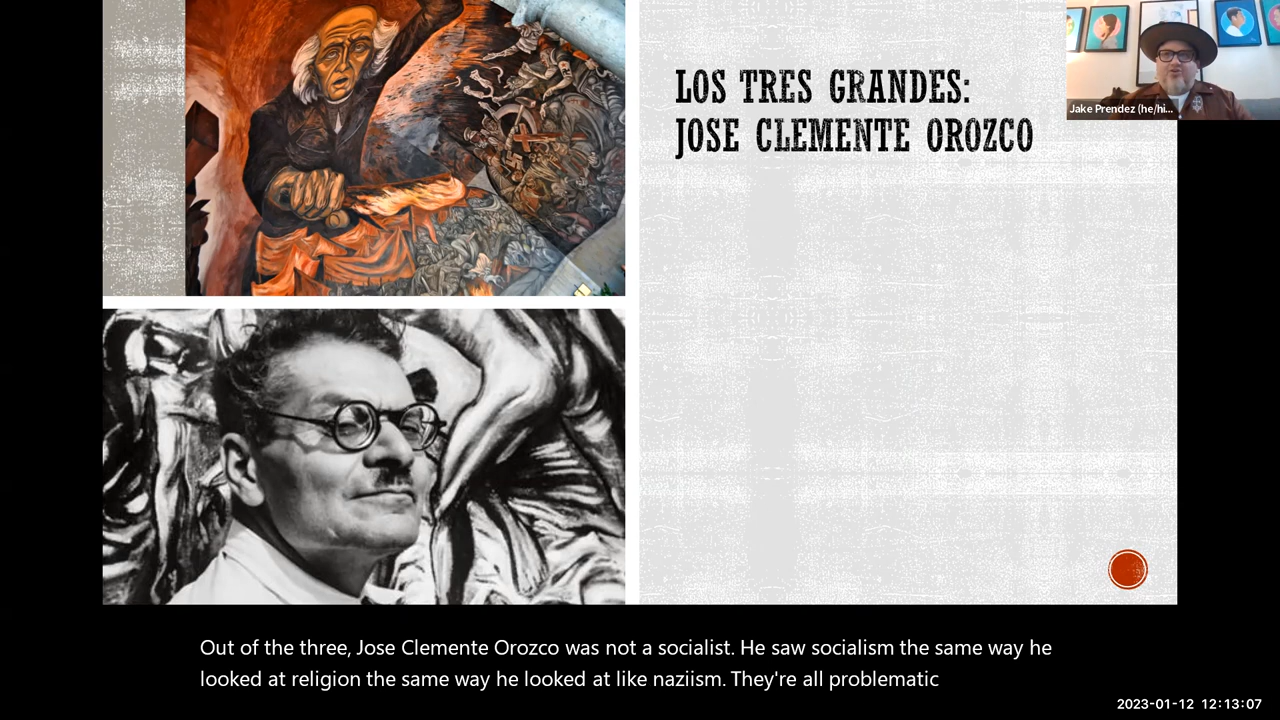 LOS TRES GRANDES:
JOSE CLEMENTE OROZCO
Jake Prendez (he/hi...
Out of the three, Jose Clemente Orozco was not a socialist. He saw socialism the same way he
looked at religion the same way he looked at like naziism. They're all problematic
2023-01-12 12:13:07